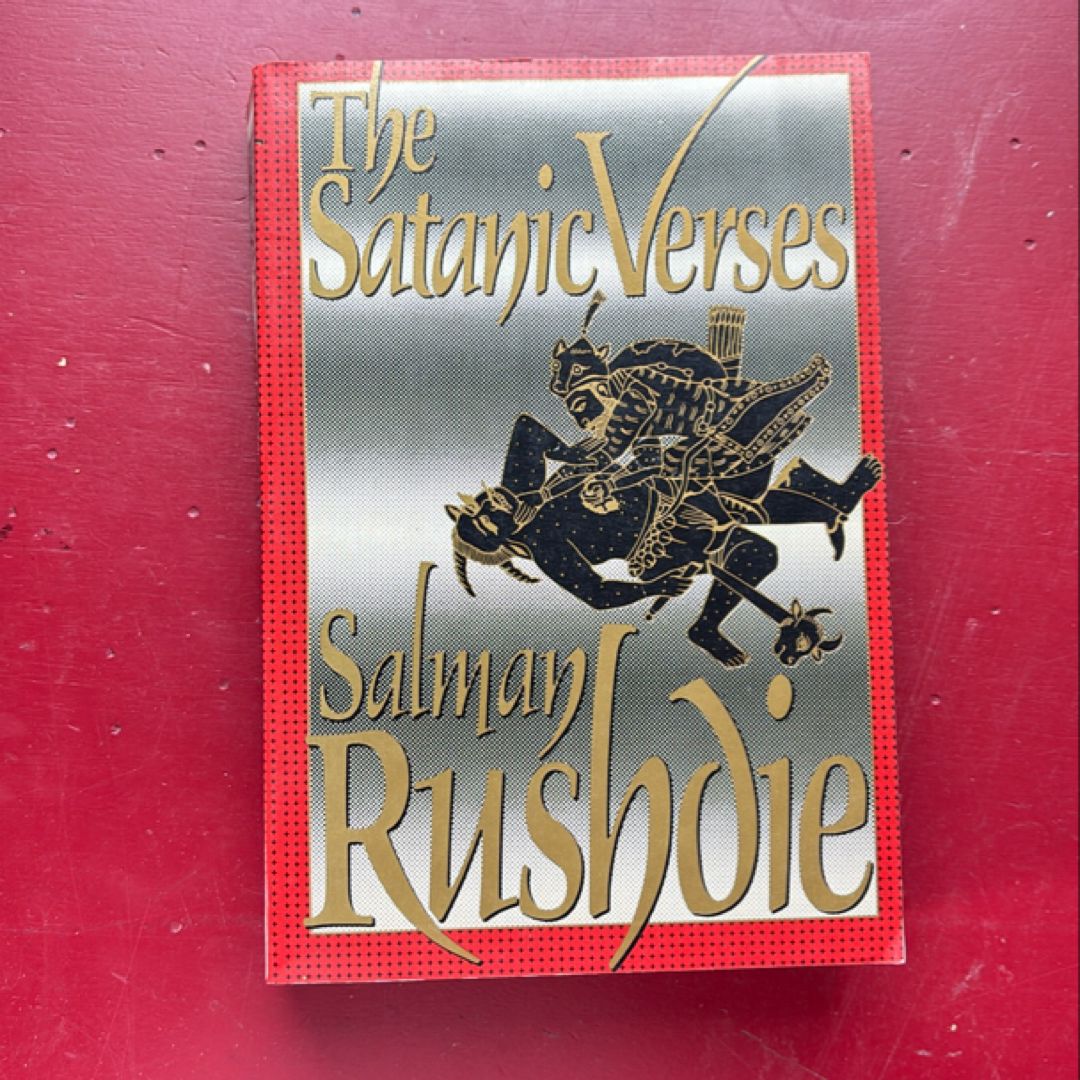 The
Satanic Verses
Salman
Rushdie